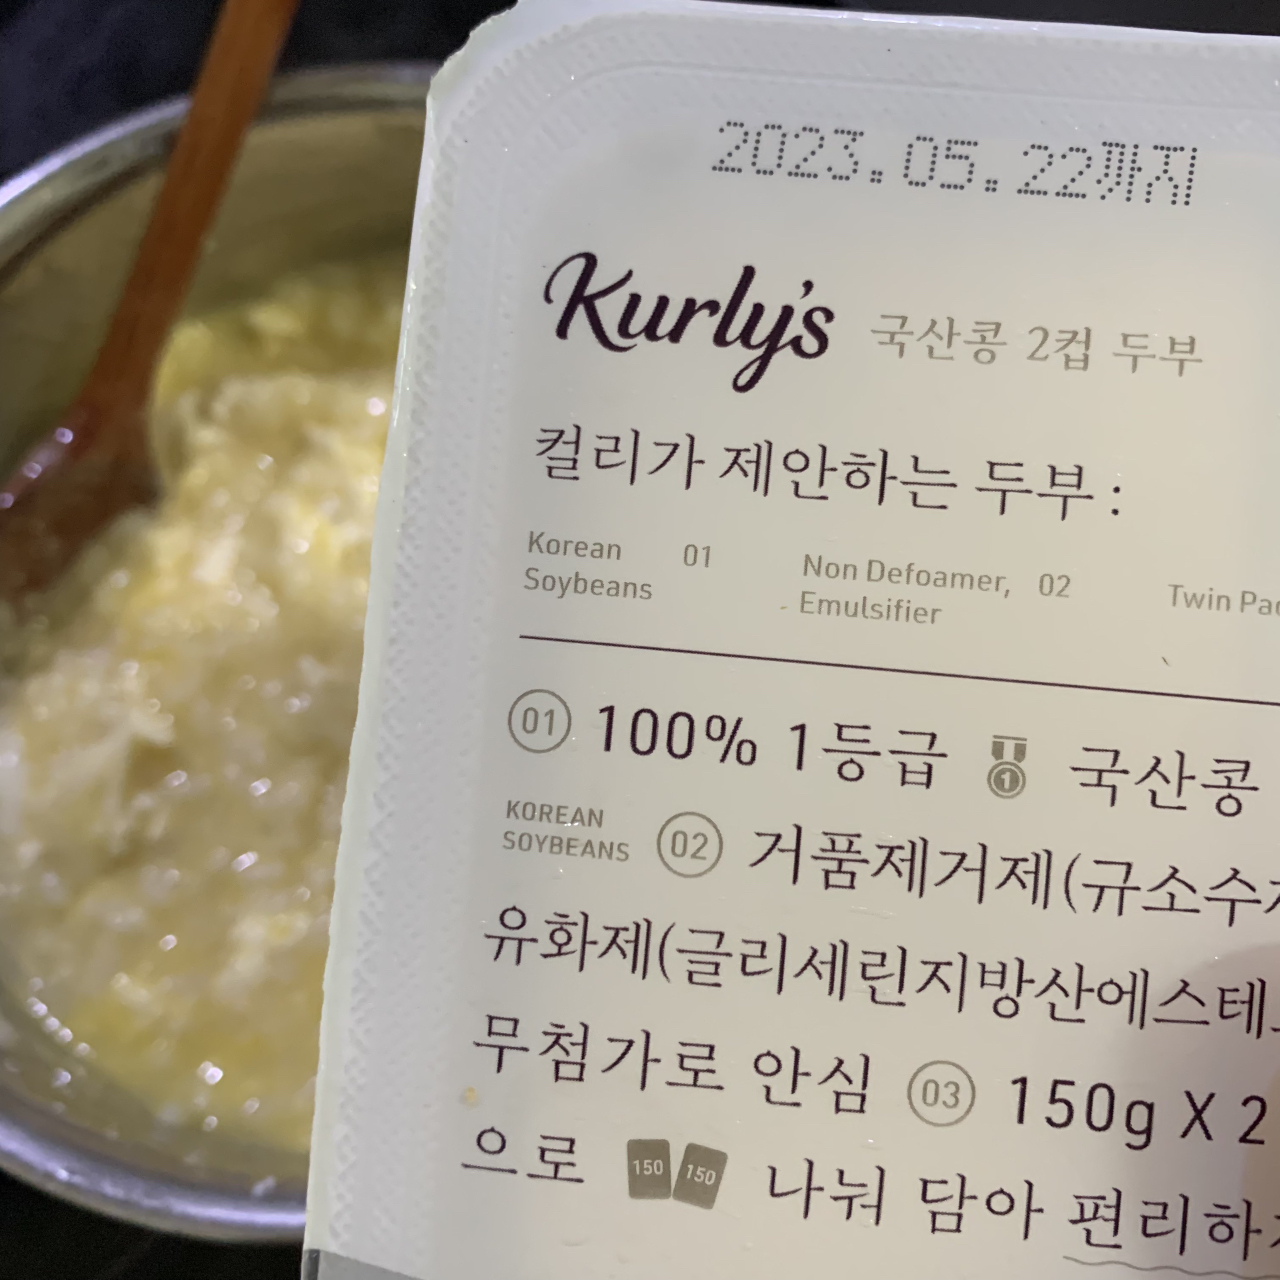 2023.05.22까지
Kurly's 국산콩 2컵 두부
컬리가 제안하는 두부 :
Korean Soybeans 01 Non Defoamer, Emulsifier 02 Twin
01 100% 1등급 1 국산콩
KOREAN SOYBEANS 02 거품제거제(규소수지
유화제(글리세린지방산에스테
무첨가로 안심 03 150g X 2
으로 150 150 나눠 담아 편리하